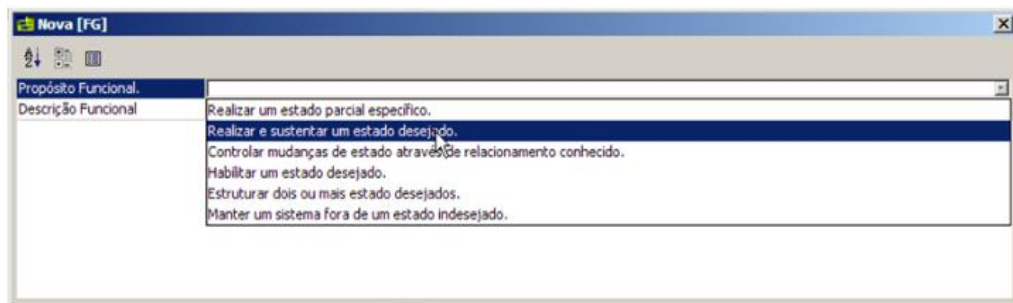 Nova [FG]
Propósito Funcional.
Descrição Funcional
Realizar um estado parcial específico.
Realizar e sustentar um estado desejado.
Controlar mudanças de estado através de relacionamento conhecido.
Habilitar um estado desejado.
Estruturar dois ou mais estado desejados.
Manter um sistema fora de um estado indesejado.